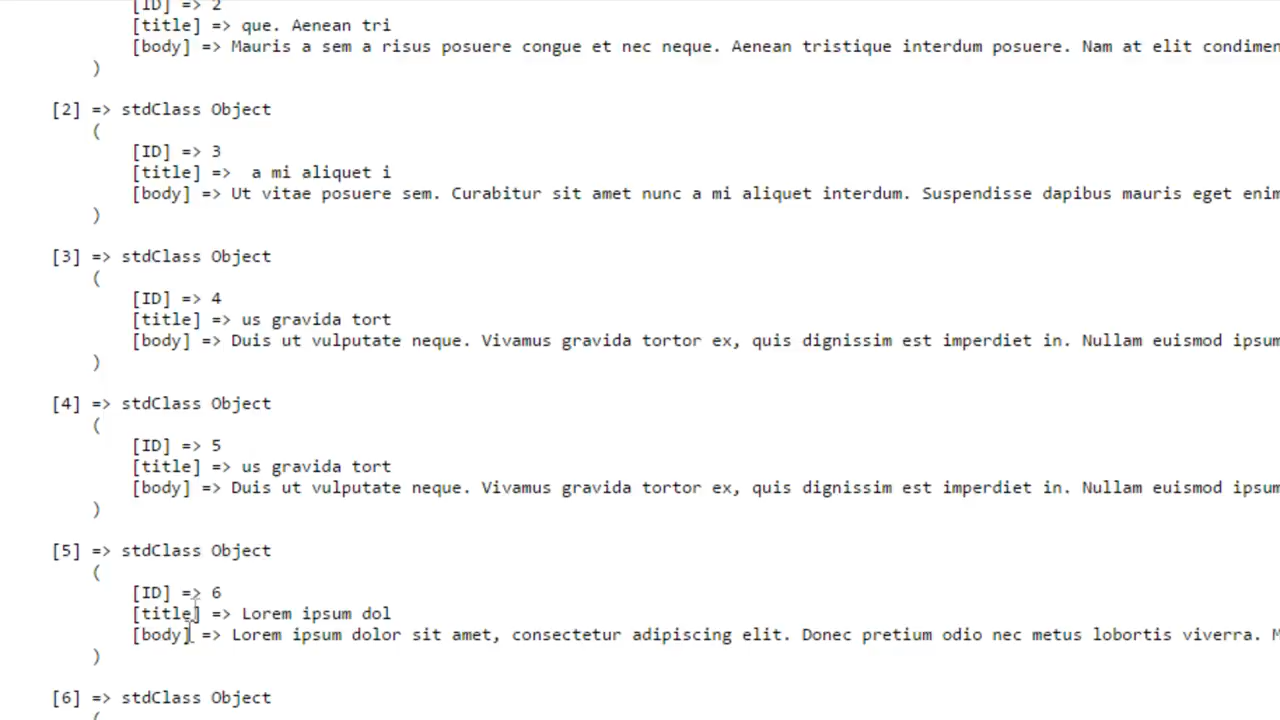 [ID] => 2
[title] => que. Aenean tri
[body] => Mauris a sem a risus posuere congue et nec neque. Aenean tristique interdum posuere. Nam at elit condimen
)
[2] => stdClass Object
(
[ID] => 3
[title] =>  a mi aliquet i
[body] => Ut vitae posuere sem. Curabitur sit amet nunc a mi aliquet interdum. Suspendisse dapibus mauris eget enim
)
[3] => stdClass Object
(
[ID] => 4
[title] => us gravida tort
[body] => Duis ut vulputate neque. Vivamus gravida tortor ex, quis dignissim est imperdiet in. Nullam euismod ipsum
)
[4] => stdClass Object
(
[ID] => 5
[title] => us gravida tort
[body] => Duis ut vulputate neque. Vivamus gravida tortor ex, quis dignissim est imperdiet in. Nullam euismod ipsum
)
[5] => stdClass Object
(
[ID] => 6
[title] => Lorem ipsum dol
[body] => Lorem ipsum dolor sit amet, consectetur adipiscing elit. Donec pretium odio nec metus lobortis viverra. M
)
[6] => stdClass Object
(